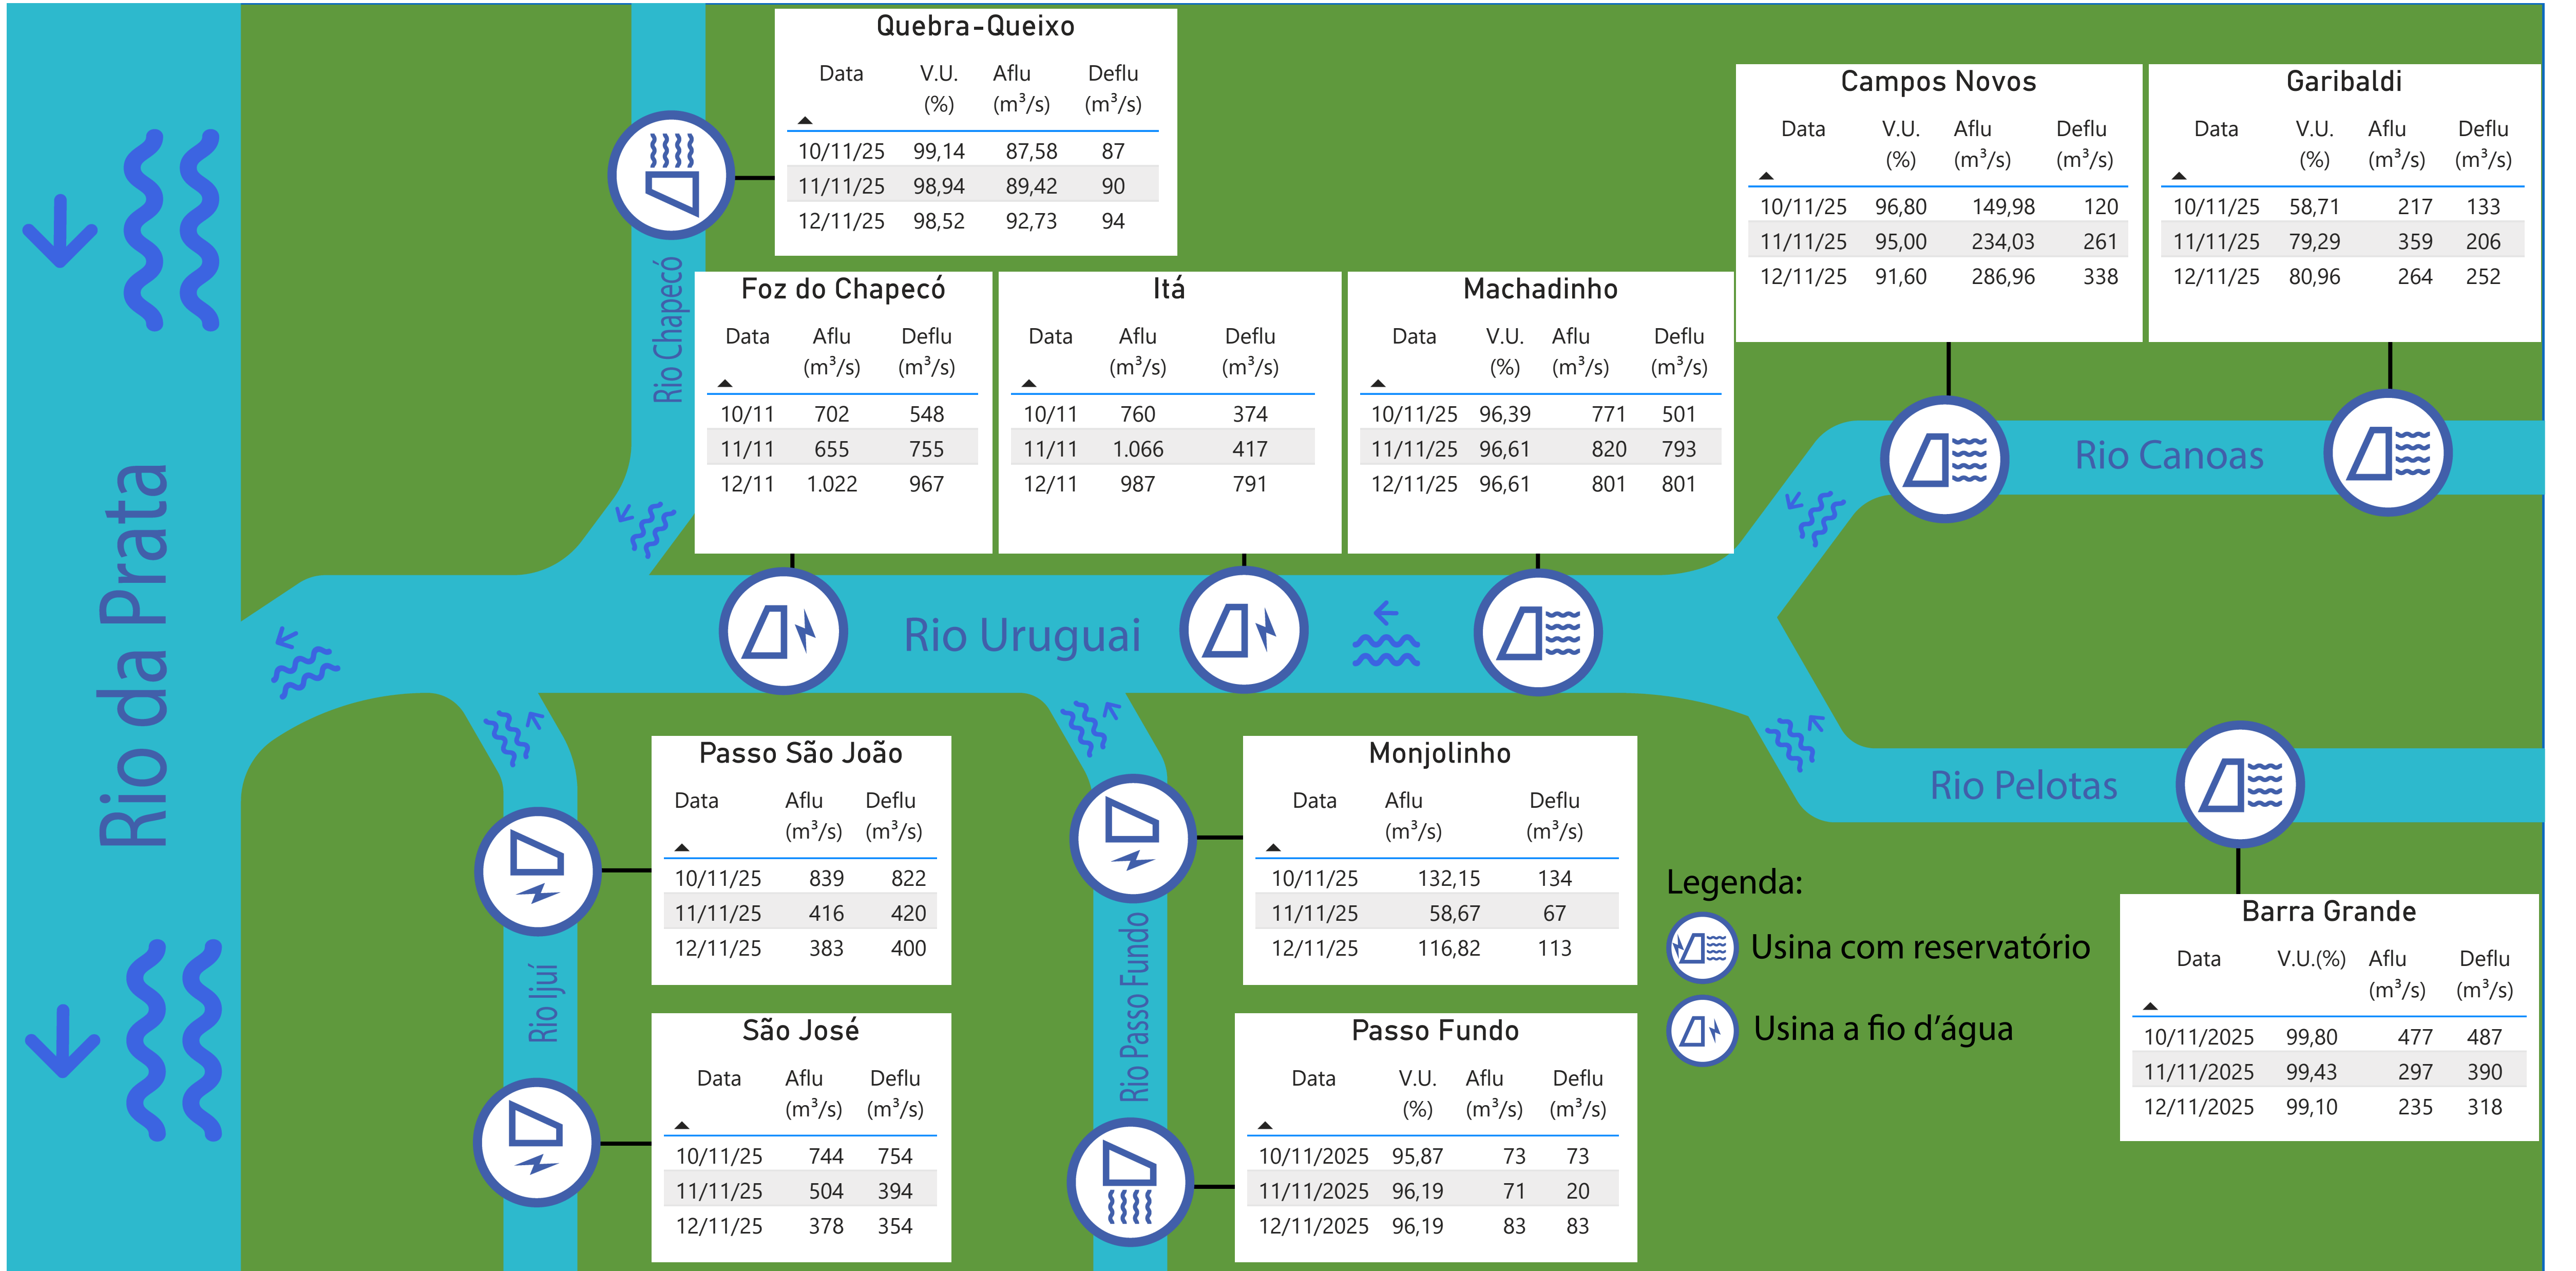 Quebra-Queixo
Data V.U. (%) Aflu (m³/s) Deflu (m³/s)
10/11/25 99,14 87,58 87
11/11/25 98,94 89,42 90
12/11/25 98,52 92,73 94
Campos Novos
Data V.U. (%) Aflu (m³/s) Deflu (m³/s)
10/11/25 96,80 149,98 120
11/11/25 95,00 234,03 261
12/11/25 91,60 286,96 338
Garibaldi
Data V.U. (%) Aflu (m³/s) Deflu (m³/s)
10/11/25 58,71 217 133
11/11/25 79,29 359 206
12/11/25 80,96 264 252
Rio Chapecó
Foz do Chapecó
Data Aflu (m³/s) Deflu (m³/s)
10/11 702 548
11/11 655 755
12/11 1.022 967
Itá
Data Aflu (m³/s) Deflu (m³/s)
10/11 760 374
11/11 1.066 417
12/11 987 791
Machadinho
Data V.U. (%) Aflu (m³/s) Deflu (m³/s)
10/11/25 96,39 771 501
11/11/25 96,61 820 793
12/11/25 96,61 801 801
Rio Canoas
Rio da Prata
Rio Uruguai
Rio Pelotas
Passo São João
Data Aflu (m³/s) Deflu (m³/s)
10/11/25 839 822
11/11/25 416 420
12/11/25 383 400
Monjolinho
Data Aflu (m³/s) Deflu (m³/s)
10/11/25 132,15 134
11/11/25 58,67 67
12/11/25 116,82 113
Legenda:
Usina com reservatório
Usina a fio d’água
Barra Grande
Data V.U.(%) Aflu (m³/s) Deflu (m³/s)
10/11/2025 99,80 477 487
11/11/2025 99,43 297 390
12/11/2025 99,10 235 318
Rio Ijuí
Rio Passo Fundo
São José
Data Aflu (m³/s) Deflu (m³/s)
10/11/25 744 754
11/11/25 504 394
12/11/25 378 354
Passo Fundo
Data V.U. (%) Aflu (m³/s) Deflu (m³/s)
10/11/2025 95,87 73 73
11/11/2025 96,19 71 20
12/11/2025 96,19 83 83